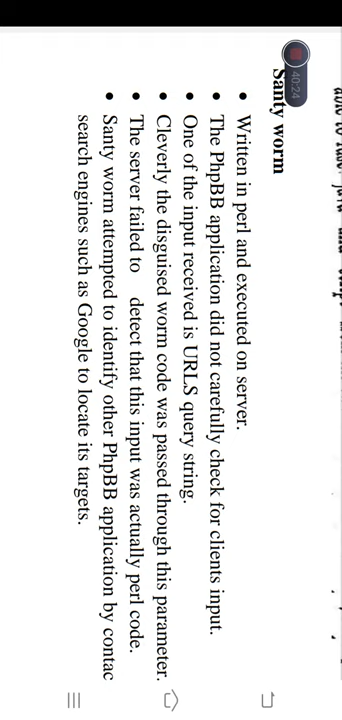 40:24
Santy worm
• Written in perl and executed on server.
• The PhpBB application did not carefully check for clients input.
• One of the input received is URLS query string.
• Cleverly the disguised worm code was passed through this parameter.
• The server failed to detect that this input was actually perl code.
• Santy worm attempted to identify other PhpBB application by contac
search engines such as Google to locate its targets.